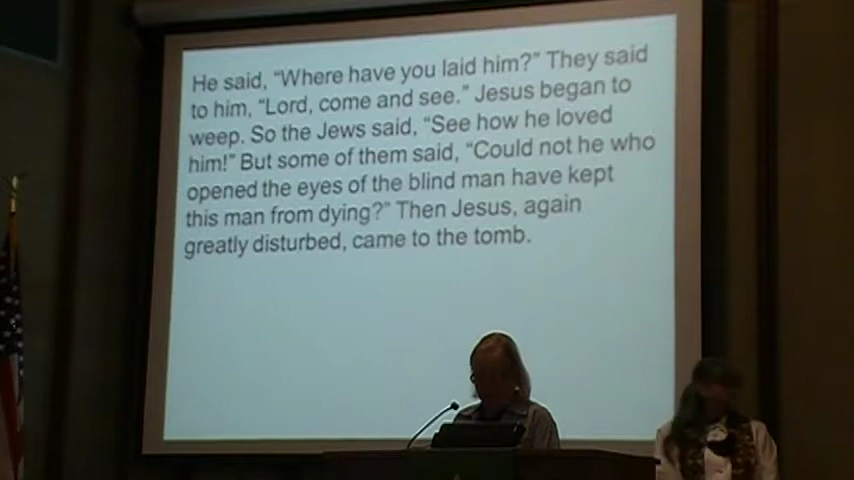 He said, “Where have you laid him?” They said
to him, “Lord, come and see.” Jesus began to
weep. So the Jews said, “See how he loved
him!” But some of them said, “Could not he who
opened the eyes of the blind man have kept
this man from dying?” Then Jesus, again
greatly disturbed, came to the tomb.